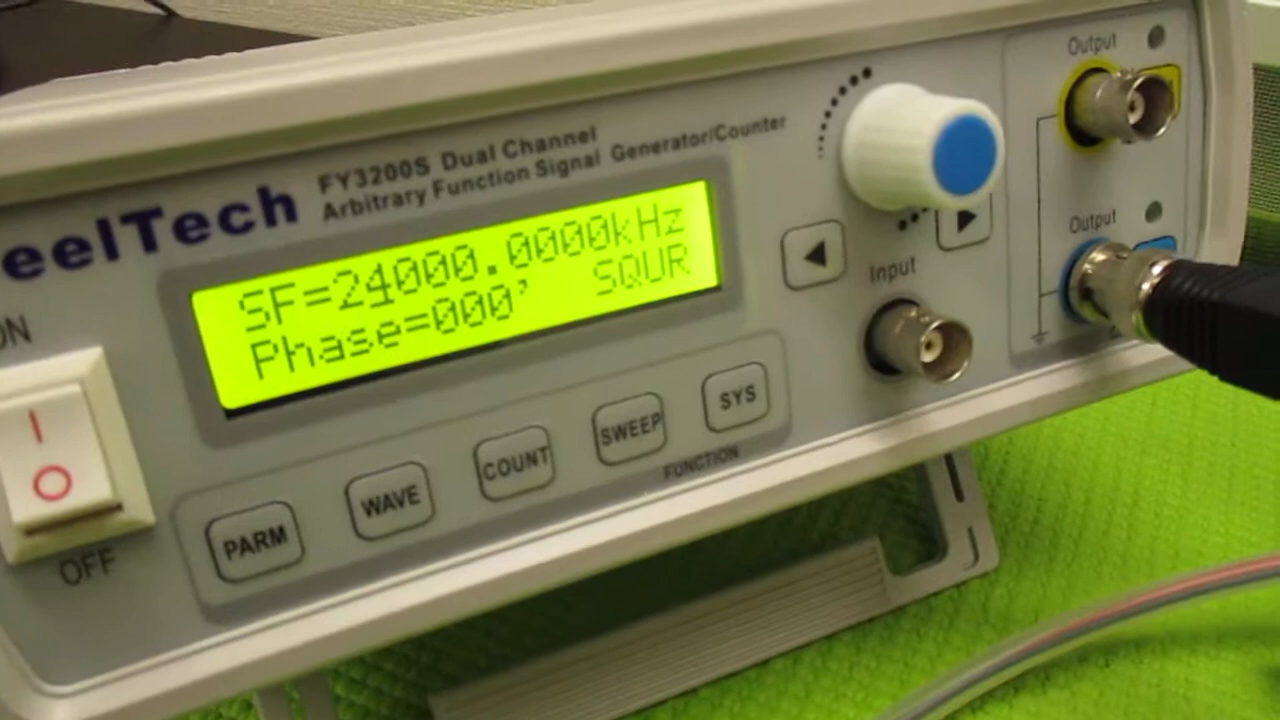 eelTech
FY3200S Dual Channel
Arbitrary Function Signal Generator/Counter
SF=24000.0000kHz
Phase=000' SQUR
ON
OFF
PARM
WAVE
COUNT
SWEEP
SYS
FUNCTION
Input
Output
Output